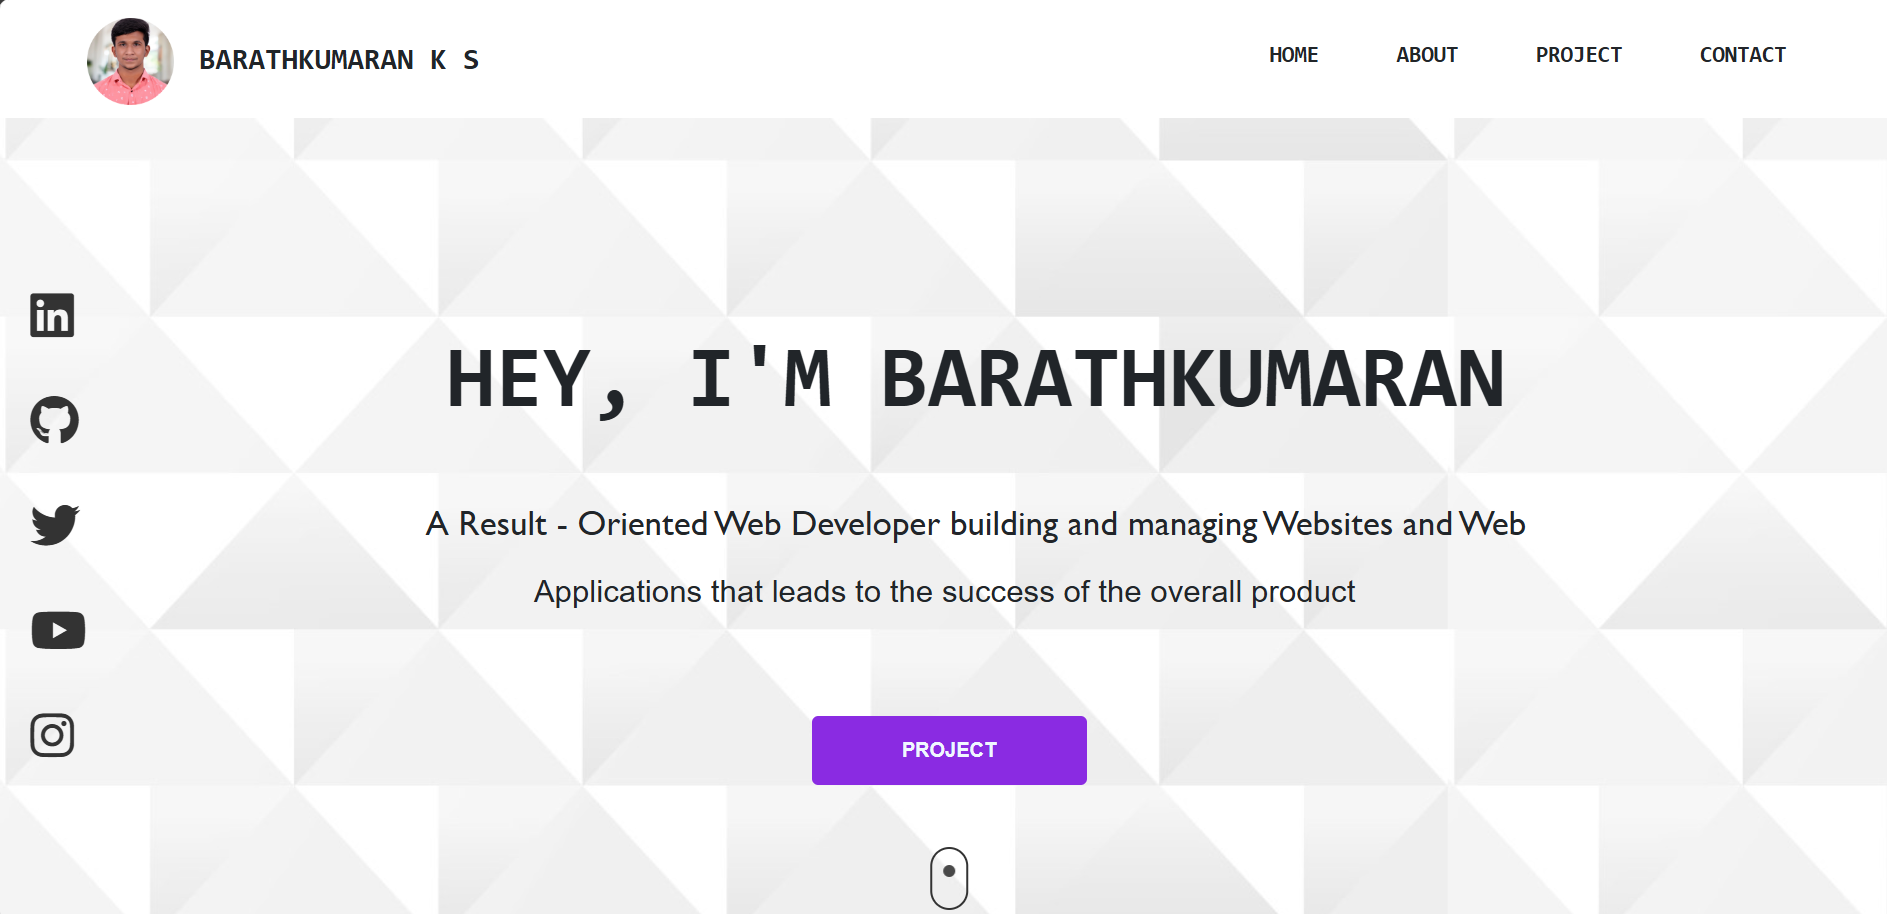 BARATHKUMARAN K S
HOME ABOUT PROJECT CONTACT
in
HEY, I'M BARATHKUMARAN
A Result - Oriented Web Developer building and managing Websites and Web
Applications that leads to the success of the overall product
PROJECT